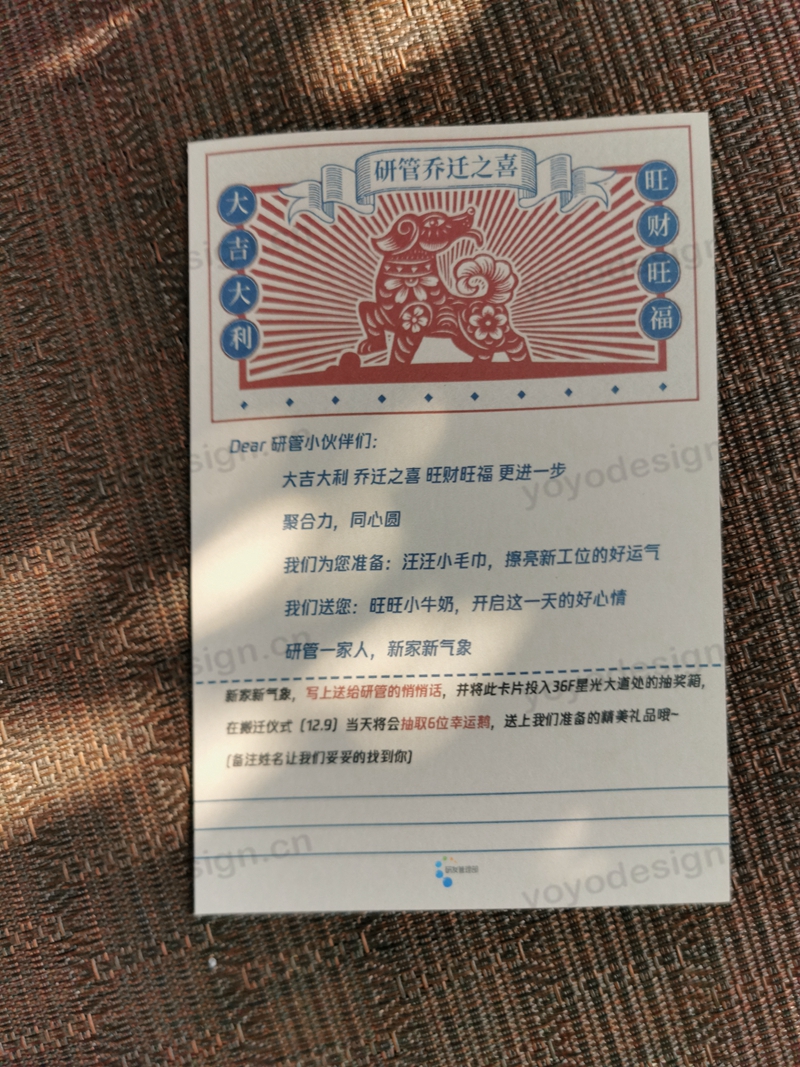 研管乔迁之喜
大吉大利
旺财旺福
Dear 研管小伙伴们：
大吉大利 乔迁之喜 旺财旺福 更进一步
聚合力，同心圆
我们为您准备：汪汪小毛巾，擦亮新工位的好运气
我们送您：旺旺小牛奶，开启这一天的好心情
研管一家人，新家新气象
新家新气象，写上送给研管的悄悄话，并将此卡片投入36F星光大道处的抽奖箱，
在搬迁仪式（12.9）当天将会抽取6位幸运鹅，送上我们准备的精美礼品哦~
(备注姓名让我们妥妥的找到你)
yoyodesign
yoyodesign
yoyodesign
sign.cn
sign.cn